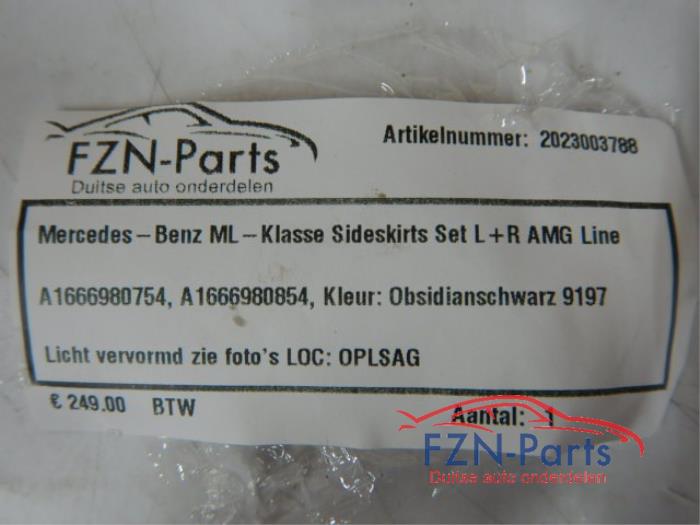 FZN-Parts
Duitse auto onderdelen
Artikelnummer: 2023003788
Mercedes-Benz ML-Klasse Sideskirts Set L+R AMG Line
A1666980754, A1666980854, Kleur: Obsidianschwarz 9197
Licht vervormd zie foto's LOC: OPLSAG
€ 249.00 BTW
Aantal: 1
FZN-Parts
Duitse auto onderdelen